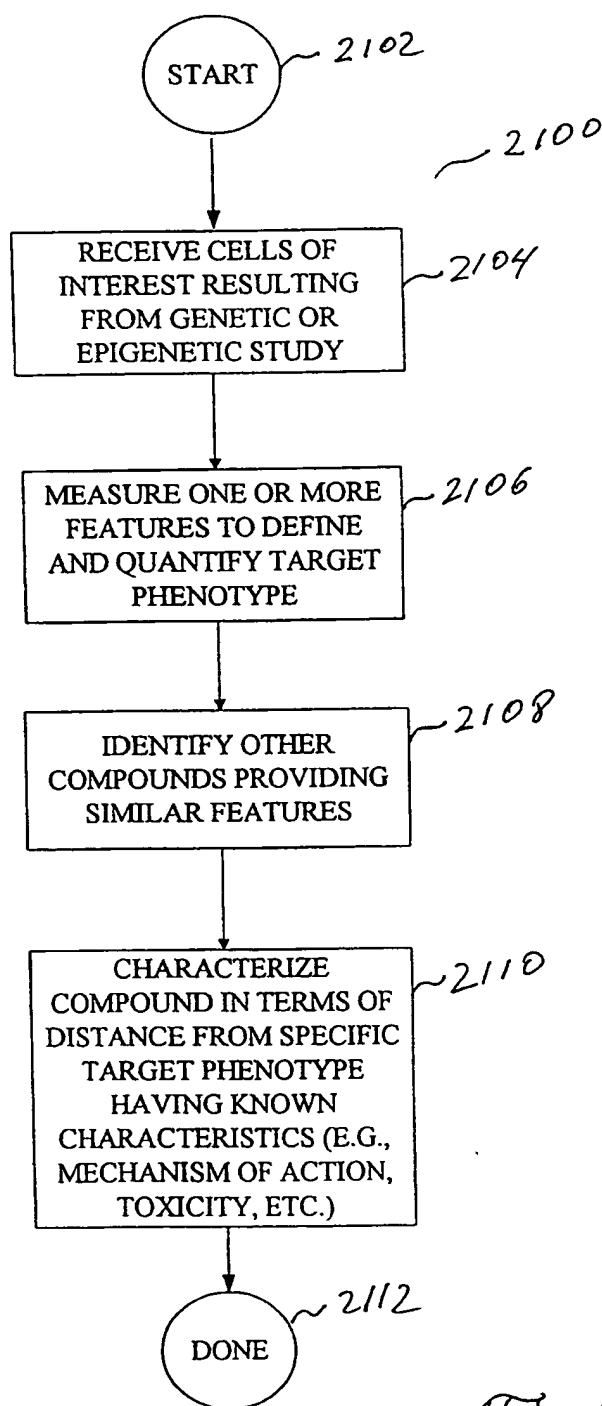 START
2102
2100
RECEIVE CELLS OF
INTEREST RESULTING
FROM GENETIC OR
EPIGENETIC STUDY
2104
MEASURE ONE OR MORE
FEATURES TO DEFINE
AND QUANTIFY TARGET
PHENOTYPE
2106
IDENTIFY OTHER
COMPOUNDS PROVIDING
SIMILAR FEATURES
2108
CHARACTERIZE
COMPOUND IN TERMS OF
DISTANCE FROM SPECIFIC
TARGET PHENOTYPE
HAVING KNOWN
CHARACTERISTICS (E.G.,
MECHANISM OF ACTION,
TOXICITY, ETC.)
2110
DONE
2112